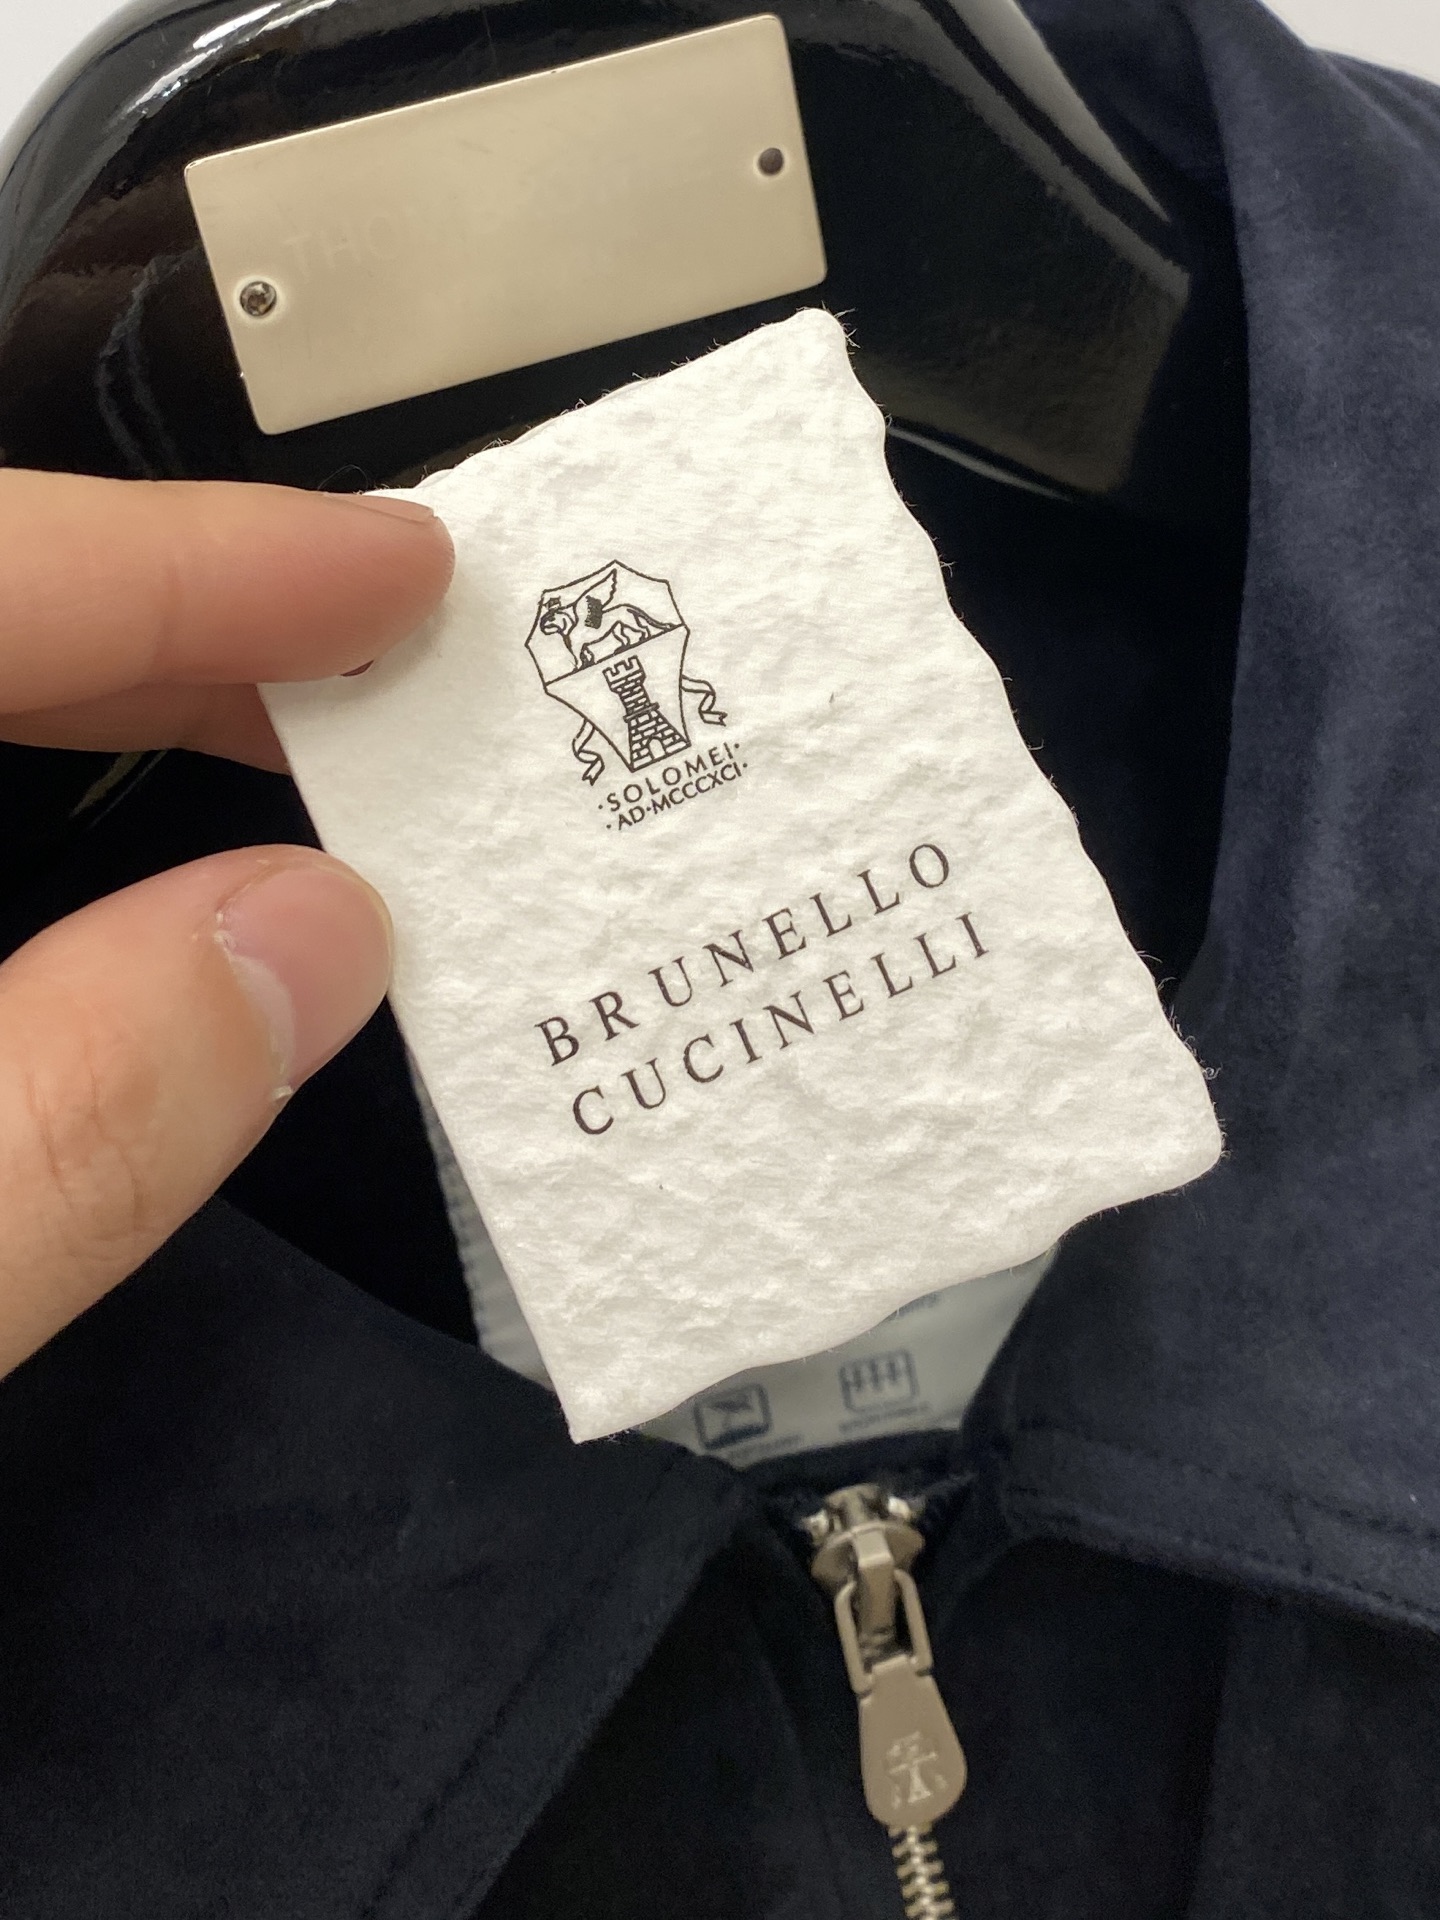 ·SOLOMEI·
·AD·MCCCXCI·
BRUNELLO
CUCINELLI